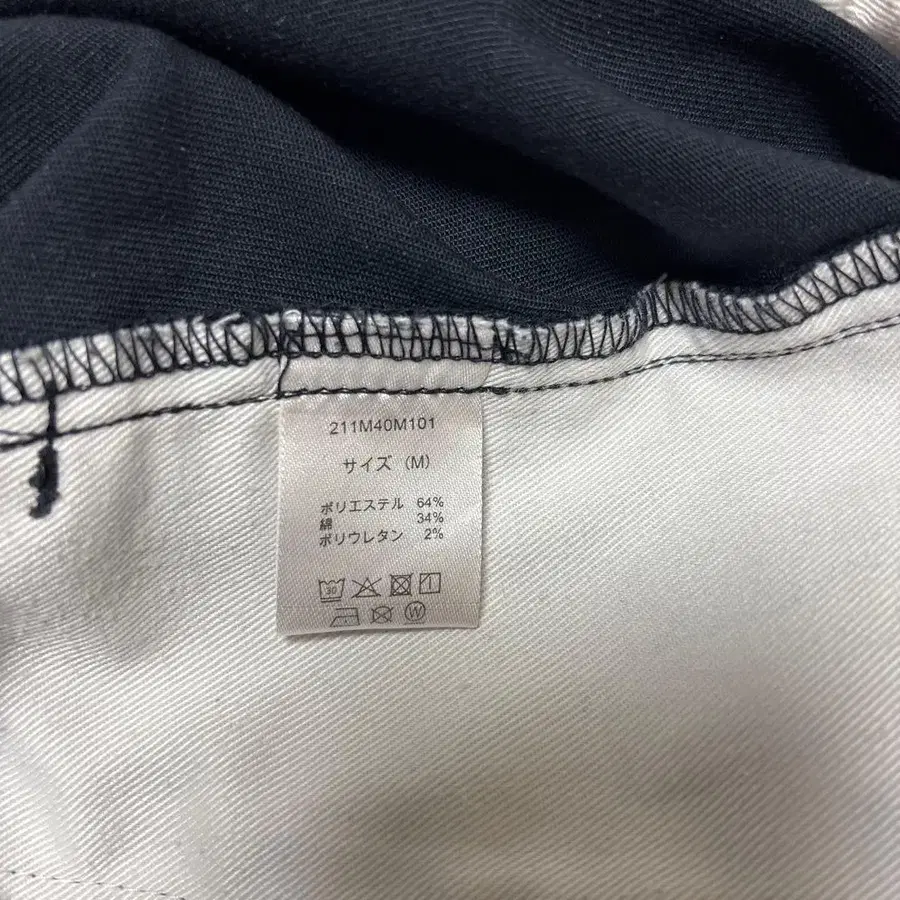 211M40M101
サイズ (M)
ポリエステル 64%
綿 34%
ポリウレタン 2%
30
W